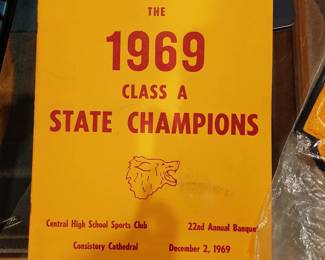 THE
1969
CLASS A
STATE CHAMPIONS
Central High School Sports Club 22nd Annual Banque
Consistory Cathedral December 2, 1969